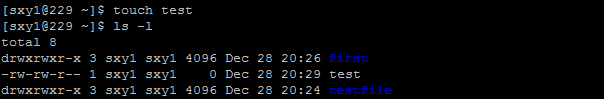 [sxy1@229 ~]$ touch test
[sxy1@229 ~]$ ls -l
total 8
drwxrwxr-x 3 sxy1 sxy1 4096 Dec 28 20:26 first
-rw-rw-r-- 1 sxy1 sxy1    0 Dec 28 20:29 test
drwxrwxr-x 3 sxy1 sxy1 4096 Dec 28 20:24 testfile